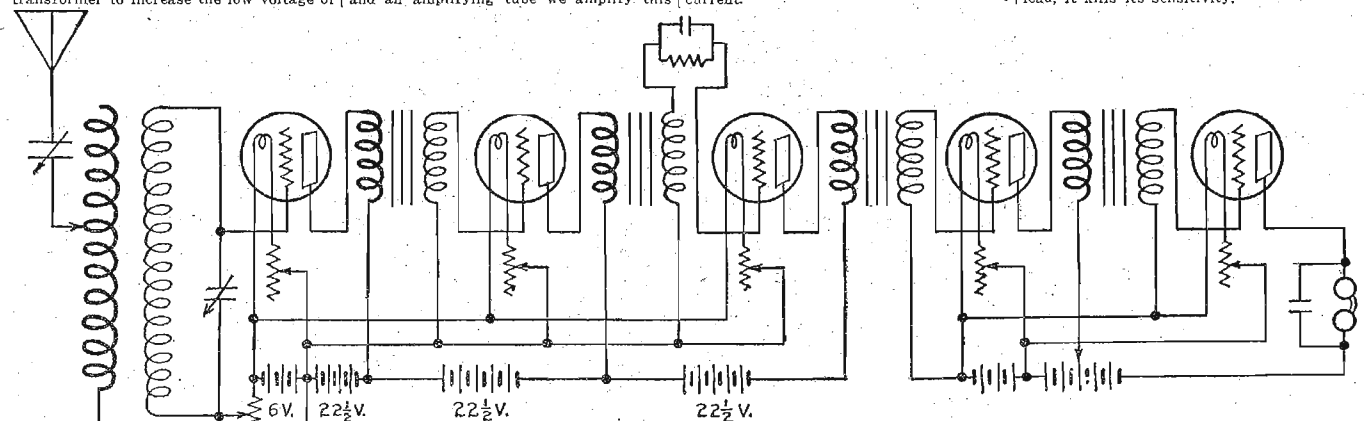 transformer to increase the low voltage of
and an amplifying tube we amplify this
current.
load, it kills its sensitivity.
6V. 22½V. 22½V. 22½V.